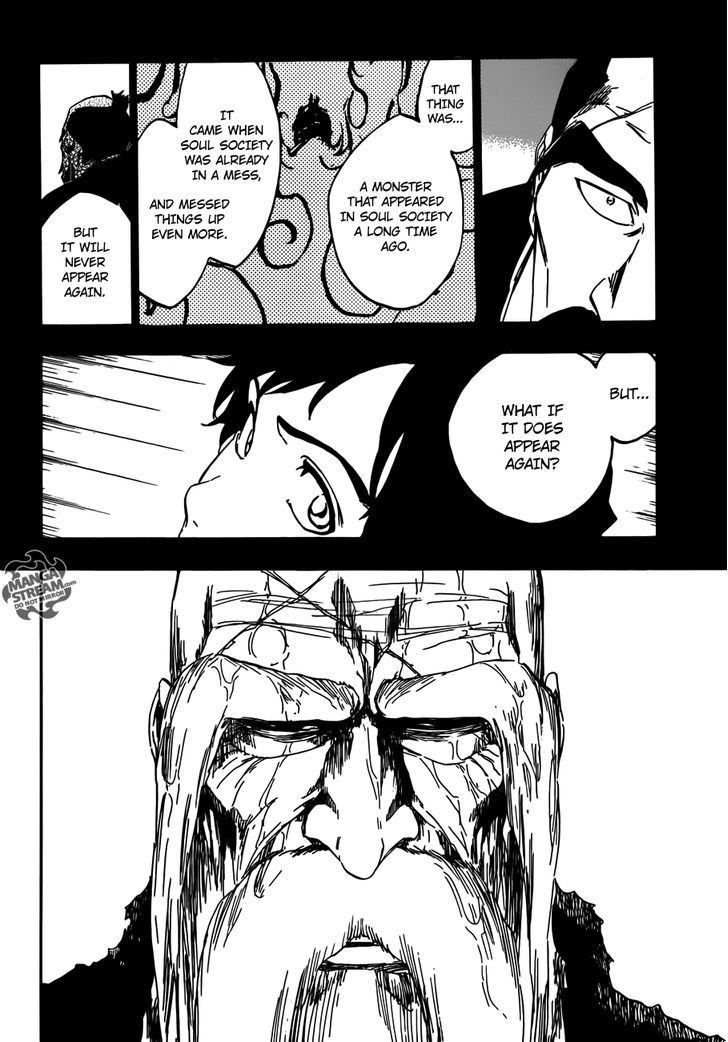 THAT
THING
WAS...
A MONSTER
THAT APPEARED
IN SOUL SOCIETY
A LONG TIME
AGO.
IT
CAME WHEN
SOUL SOCIETY
WAS ALREADY
IN A MESS,
AND MESSED
THINGS UP
EVEN MORE.
BUT
IT WILL
NEVER
APPEAR
AGAIN.
BUT...
WHAT IF
IT DOES
APPEAR
AGAIN?
MANGA
STREAM.com
DO NOT MIRROR